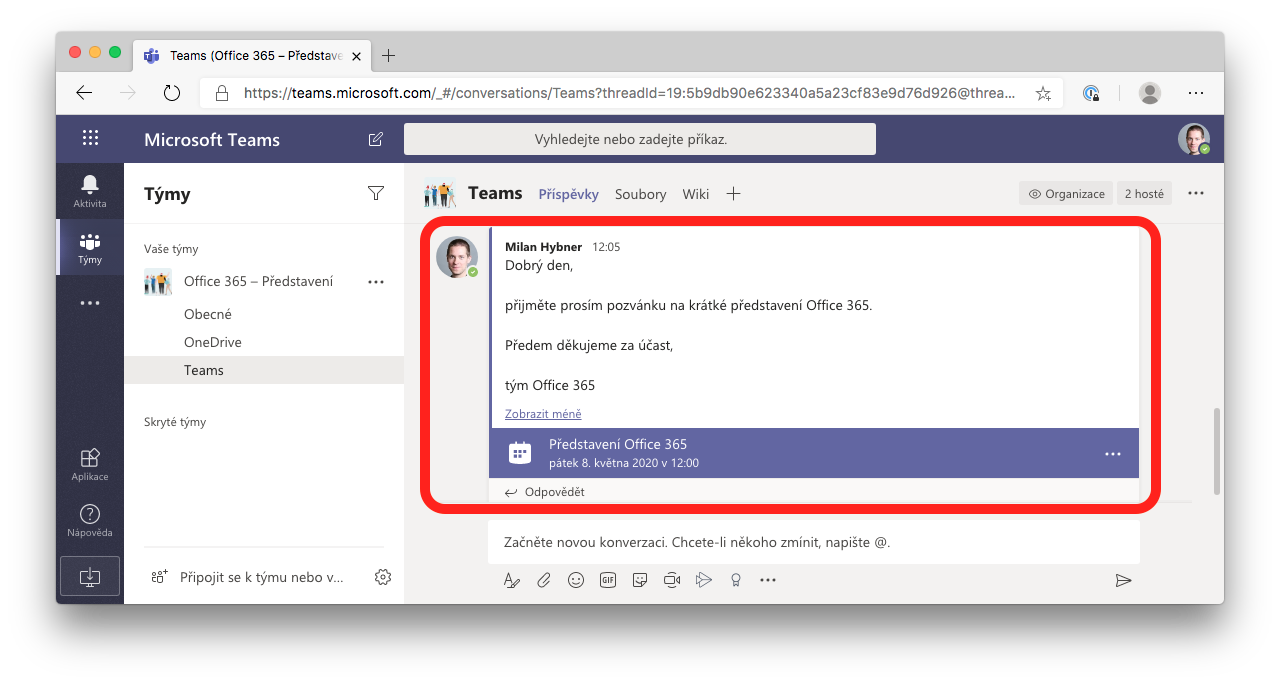 Teams (Office 365 – Představe
https://teams.microsoft.com/_#/conversations/Teams?threadId=19:5b9db90e623340a5a23cf83e9d76d926@threa...
Microsoft Teams
Vyhledejte nebo zadejte příkaz.
Aktivita
Týmy
Aplikace
Nápověda
Týmy
Vaše týmy
Office 365 – Představení
Obecné
OneDrive
Teams
Skryté týmy
Připojit se k týmu nebo v...
Teams Příspěvky Soubory Wiki
Organizace 2 hosté
Milan Hybner 12:05
Dobrý den,
přijměte prosím pozvánku na krátké představení Office 365.
Předem děkujeme za účast,
tým Office 365
Zobrazit méně
Představení Office 365
pátek 8. května 2020 v 12:00
Odpovědět
Začněte novou konverzaci. Chcete-li někoho zmínit, napište @.
GIF